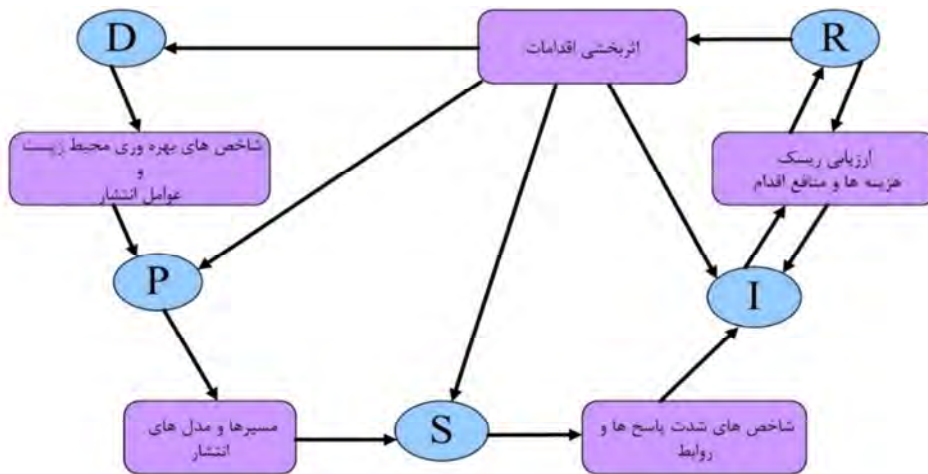 D
اثربخشی اقدامات
R
شاخص های بهره وری محیط زیست
و
عوامل انتشار
ارزیابی ریسک
هزینه ها و منافع اقدام
P
I
مسیرها و مدل های
انتشار
S
شاخص های شدت پاسخ ها و
روابط